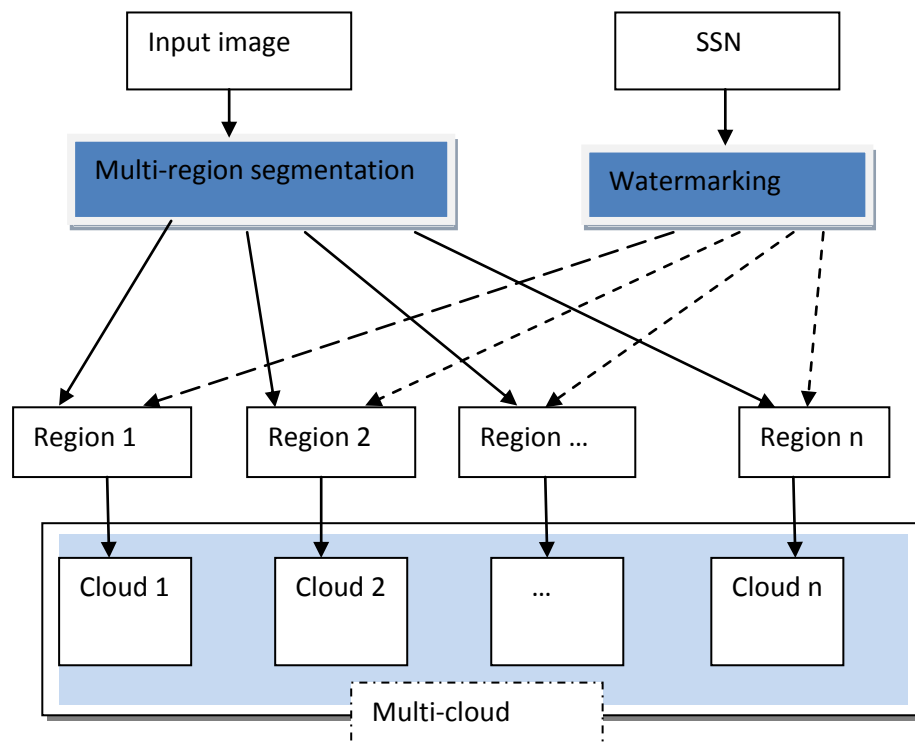 Input image
SSN
Multi-region segmentation
Watermarking
Region 1
Region 2
Region ...
Region n
Cloud 1
Cloud 2
...
Cloud n
Multi-cloud